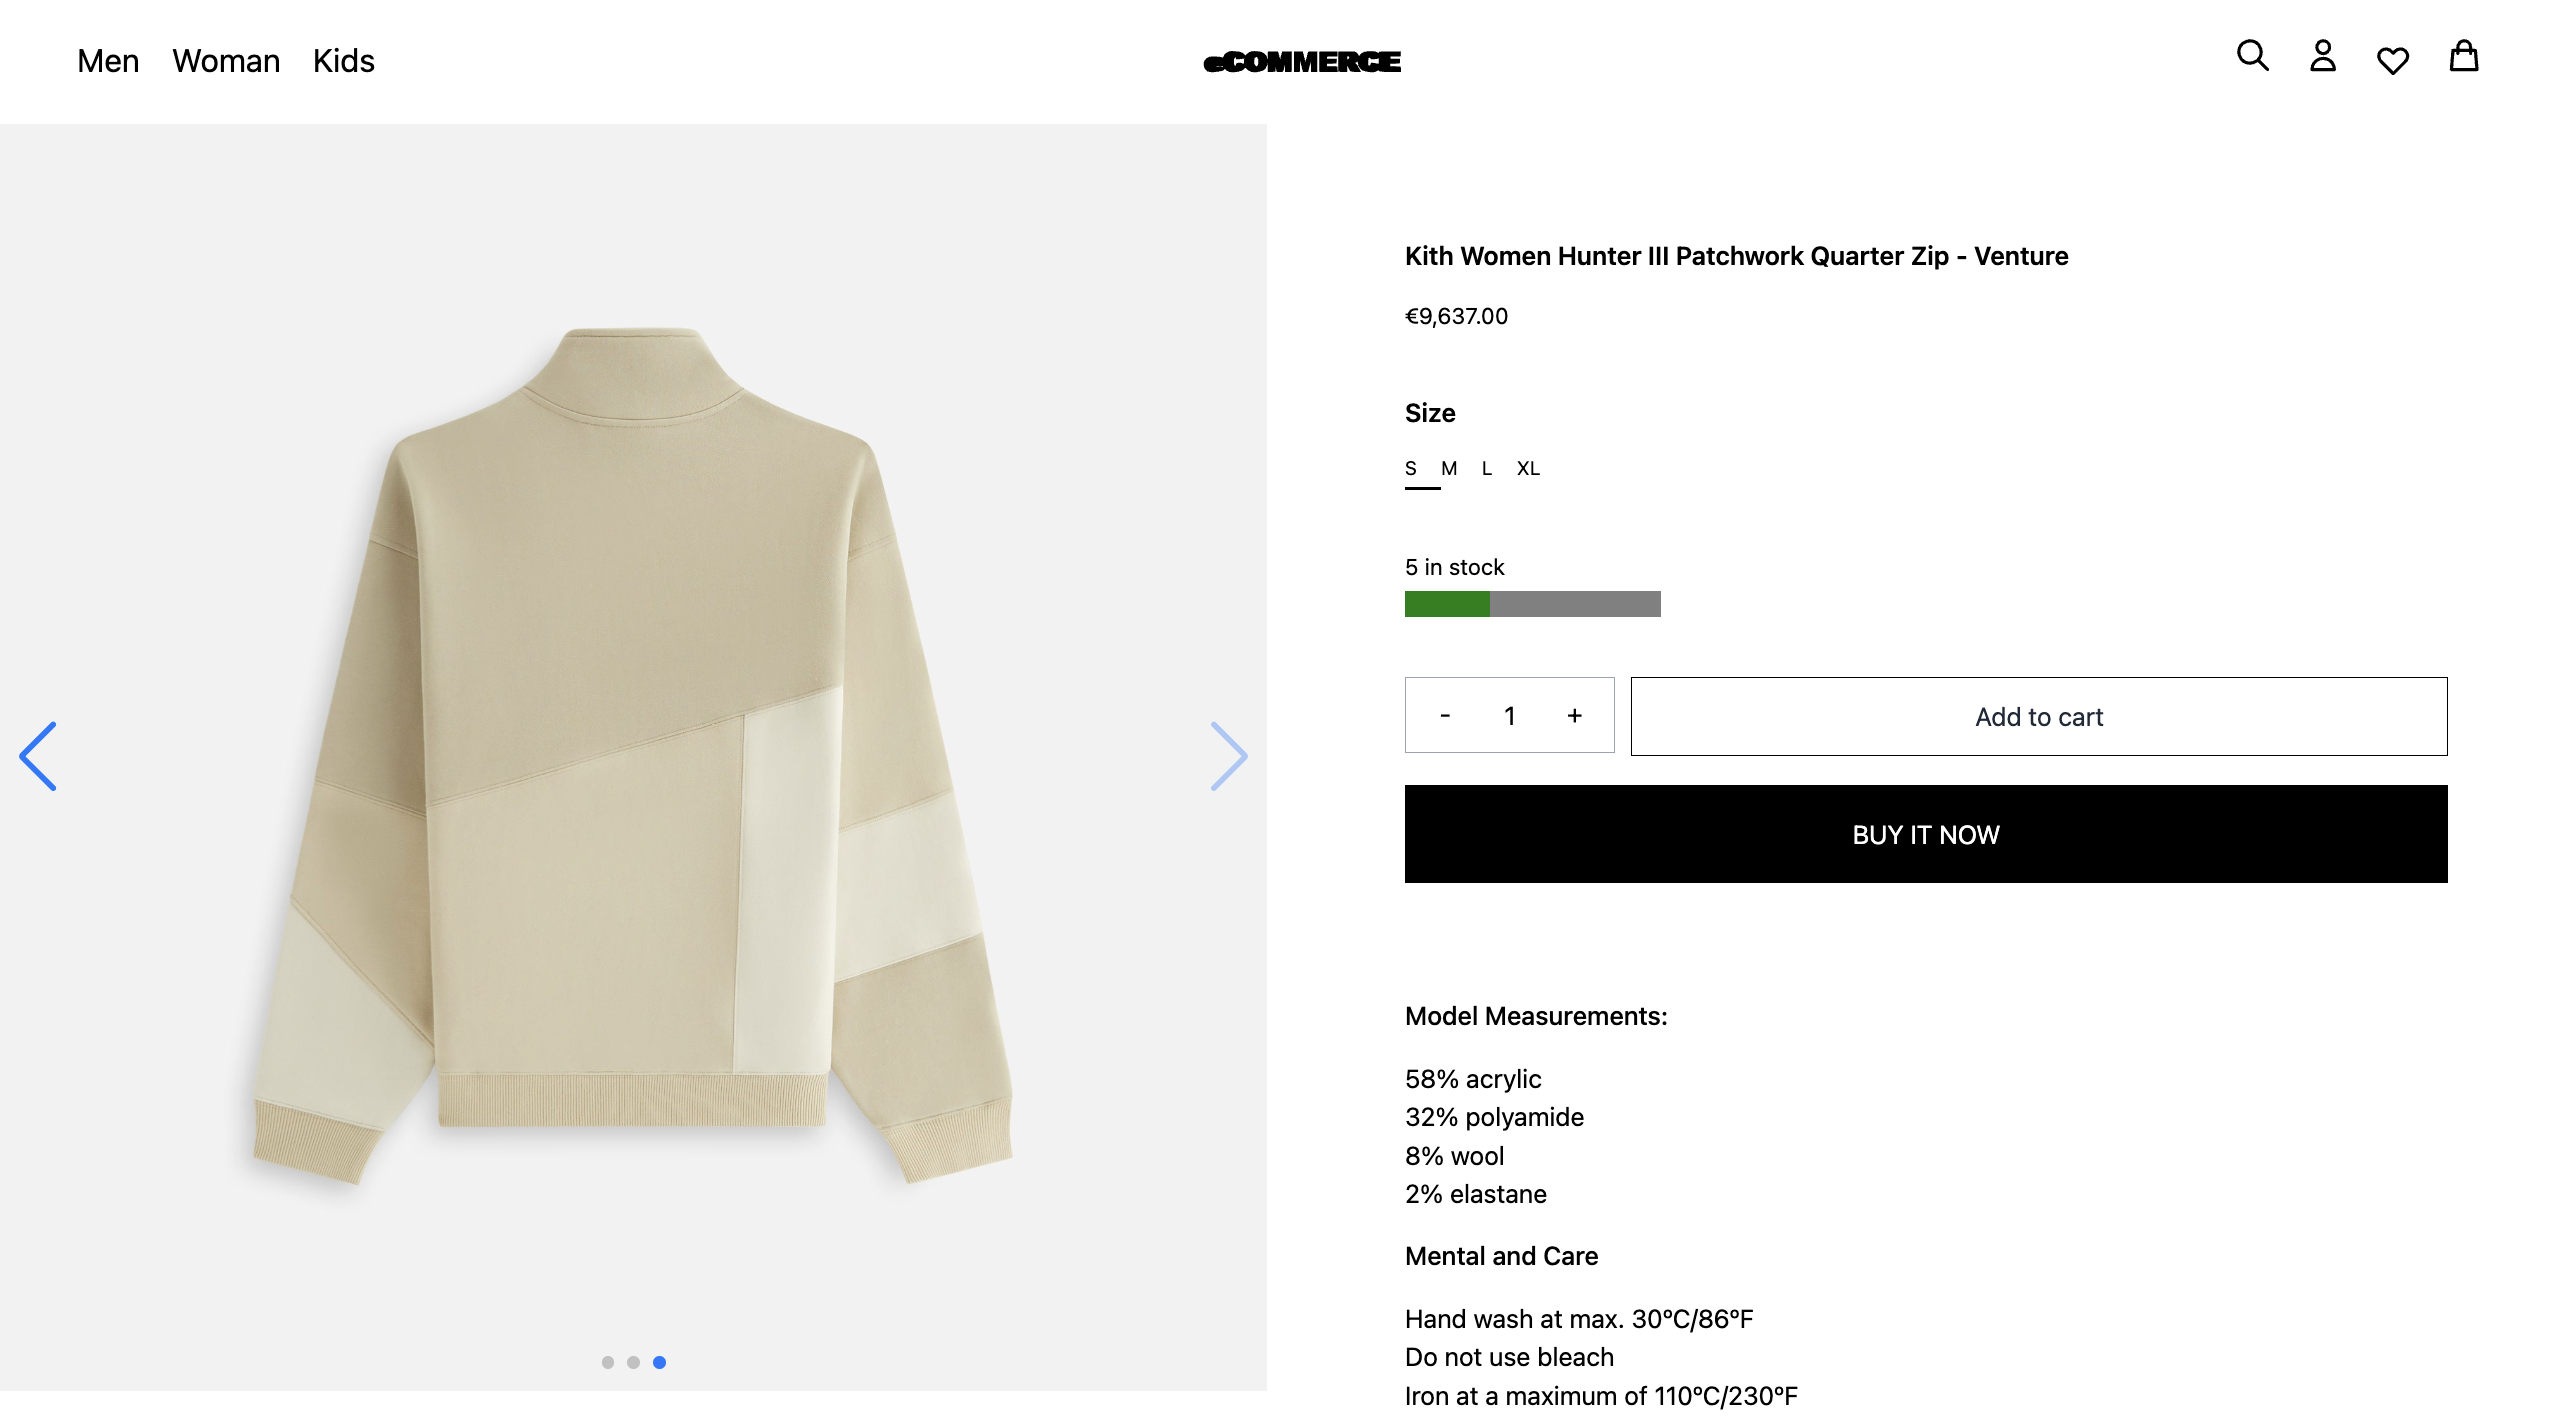 Men Woman Kids
eCOMMERCE
Kith Women Hunter III Patchwork Quarter Zip - Venture
€9,637.00
Size
S M L XL
5 in stock
- 1 +
Add to cart
BUY IT NOW
Model Measurements:
58% acrylic
32% polyamide
8% wool
2% elastane
Mental and Care
Hand wash at max. 30°C/86°F
Do not use bleach
Iron at a maximum of 110°C/230°F